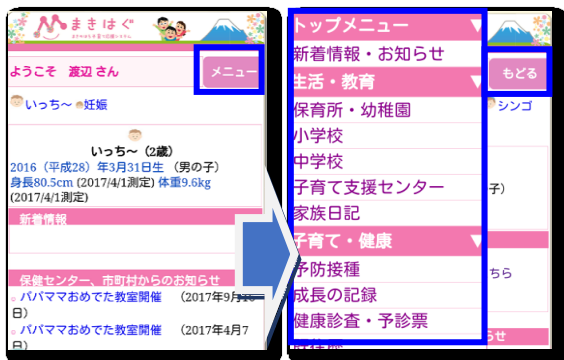 まきはぐ
ようこそ 渡辺 さん
メニュー
いっち～ 妊娠
いっち～ (2歳)
2016（平成28）年3月31日生 （男の子）
身長80.5cm (2017/4/1測定) 体重9.6kg
(2017/4/1測定)
新着情報
保健センター、市町村からのお知らせ
パパママおめでた教室開催 （2017年9月10
日）
パパママおめでた教室開催 （2017年4月7
日）
トップメニュー ▼
新着情報・お知らせ
生活・教育 ▼
保育所・幼稚園
小学校
中学校
子育て支援センター
家族日記
子育て・健康 ▼
予防接種
成長の記録
健康診査・予診票
もどる
シンゴ
子）
ちら
らせ